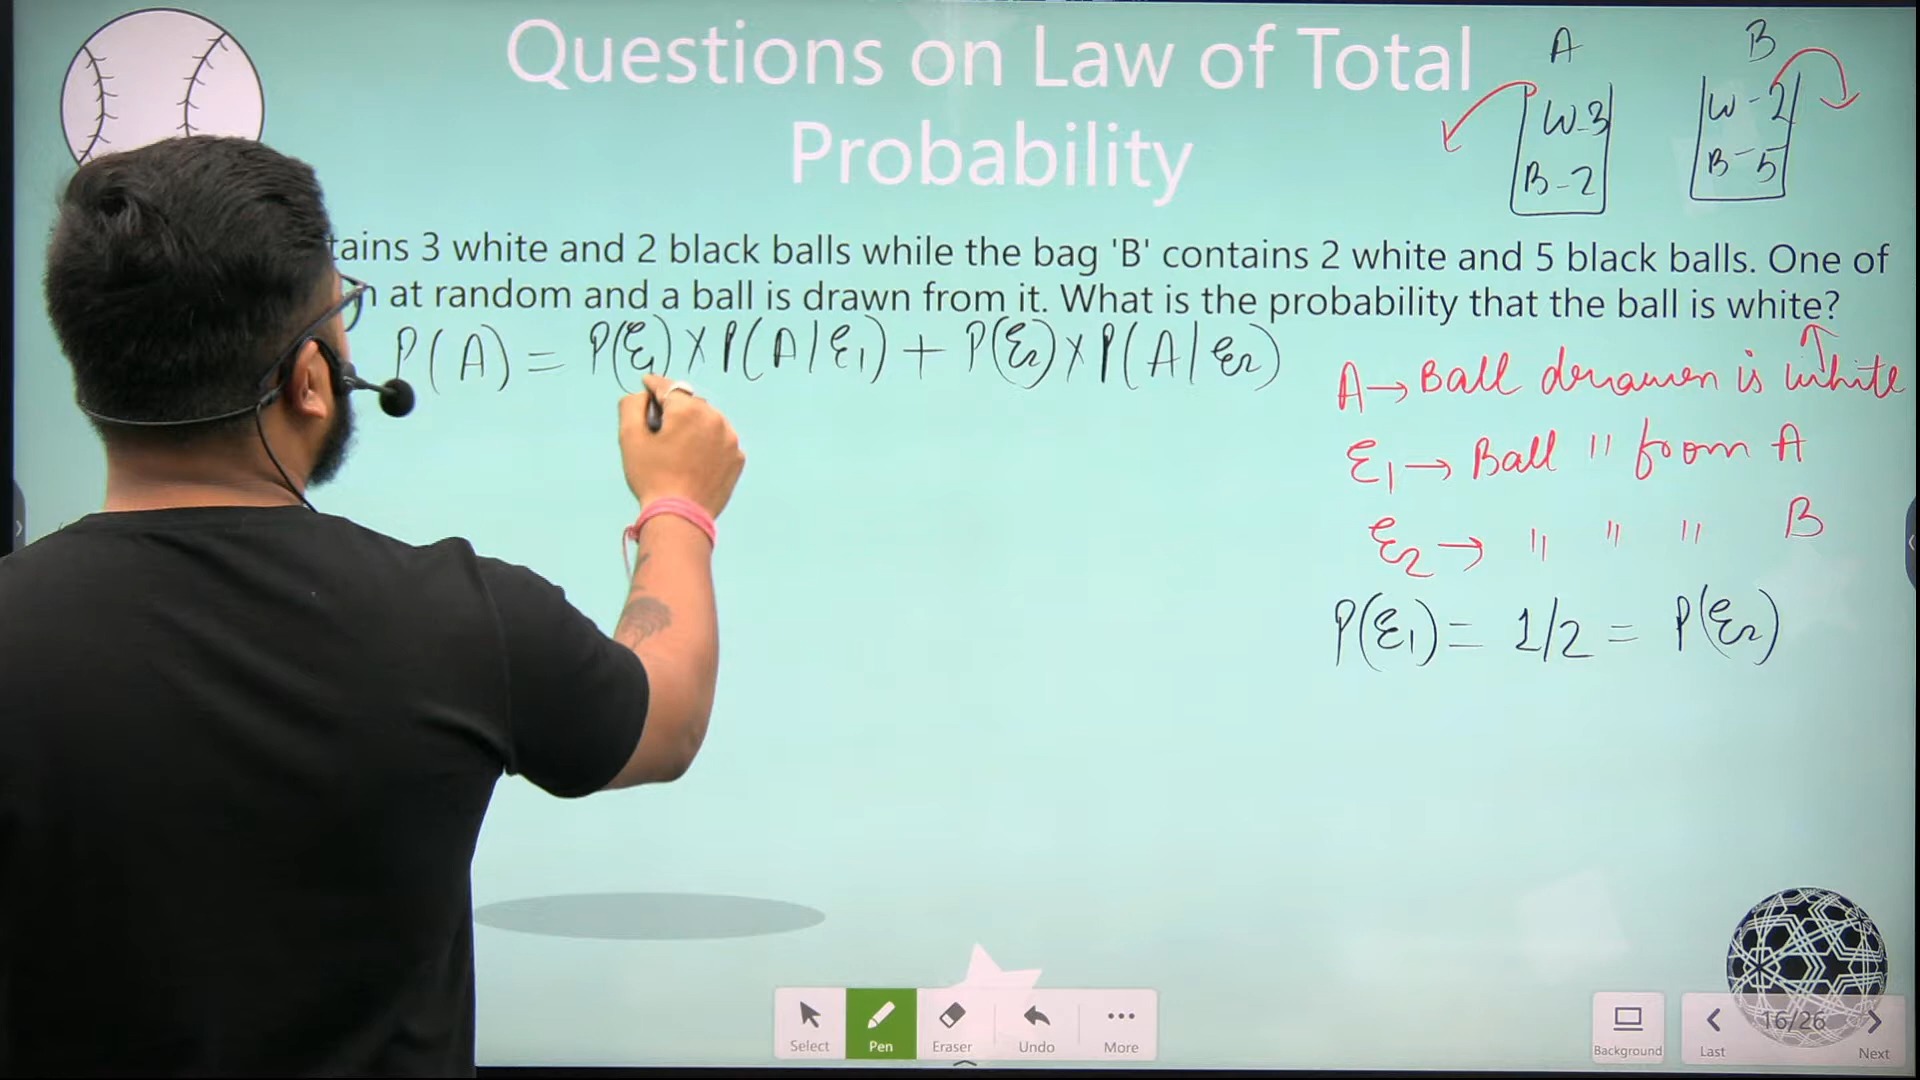 Questions on Law of Total
Probability
A
W-3
B-2
B
W-2
B-5
tains 3 white and 2 black balls while the bag 'B' contains 2 white and 5 black balls. One of
n at random and a ball is drawn from it. What is the probability that the ball is white?
P(A) = P(E1) × P(A|E1) + P(E2) × P(A|E2)
A → Ball drrawen is white
E1 → Ball " from A
E2 → " " " B
P(E1) = 1/2 = P(E2)
Select
Pen
Eraser
Undo
More
Background
Last
16/26
Next